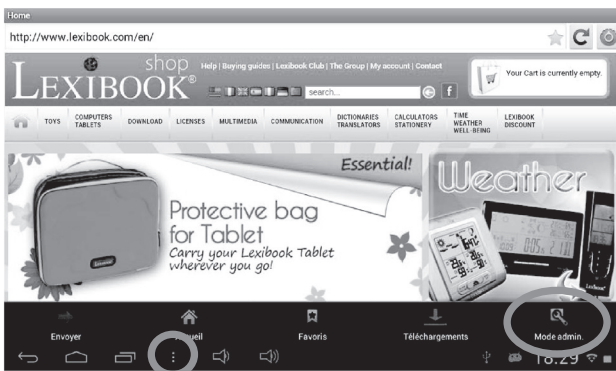 Home
http://www.lexibook.com/en/
LEXIBOOK® shop
Help | Buying guides | Lexibook Club | The Group | My account | Contact
Your Cart is currently empty.
search...
f
TOYS
COMPUTERS
TABLETS
DOWNLOAD
LICENSES
MULTIMEDIA
COMMUNICATION
DICTIONARIES
TRANSLATORS
CALCULATORS
STATIONERY
TIME
WEATHER
WELL-BEING
LEXIBOOK
DISCOUNT
Essential!
Protective bag
for Tablet
Carry your Lexibook Tablet
wherever you go!
Weather
Envoyer
Favoris
Téléchargements
Mode admin.
18:29